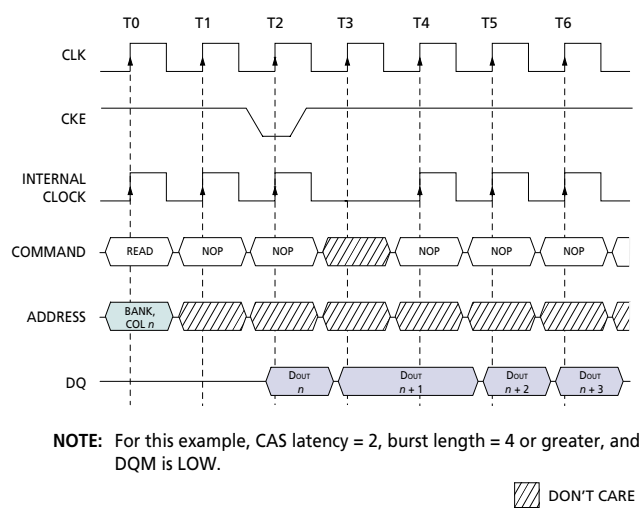 T0 T1 T2 T3 T4 T5 T6
CLK
CKE
INTERNAL
CLOCK
COMMAND READ NOP NOP NOP NOP NOP
ADDRESS BANK,
COL n
DQ DOUT DOUT DOUT DOUT
n n + 1 n + 2 n + 3
NOTE: For this example, CAS latency = 2, burst length = 4 or greater, and
DQM is LOW.
DON'T CARE